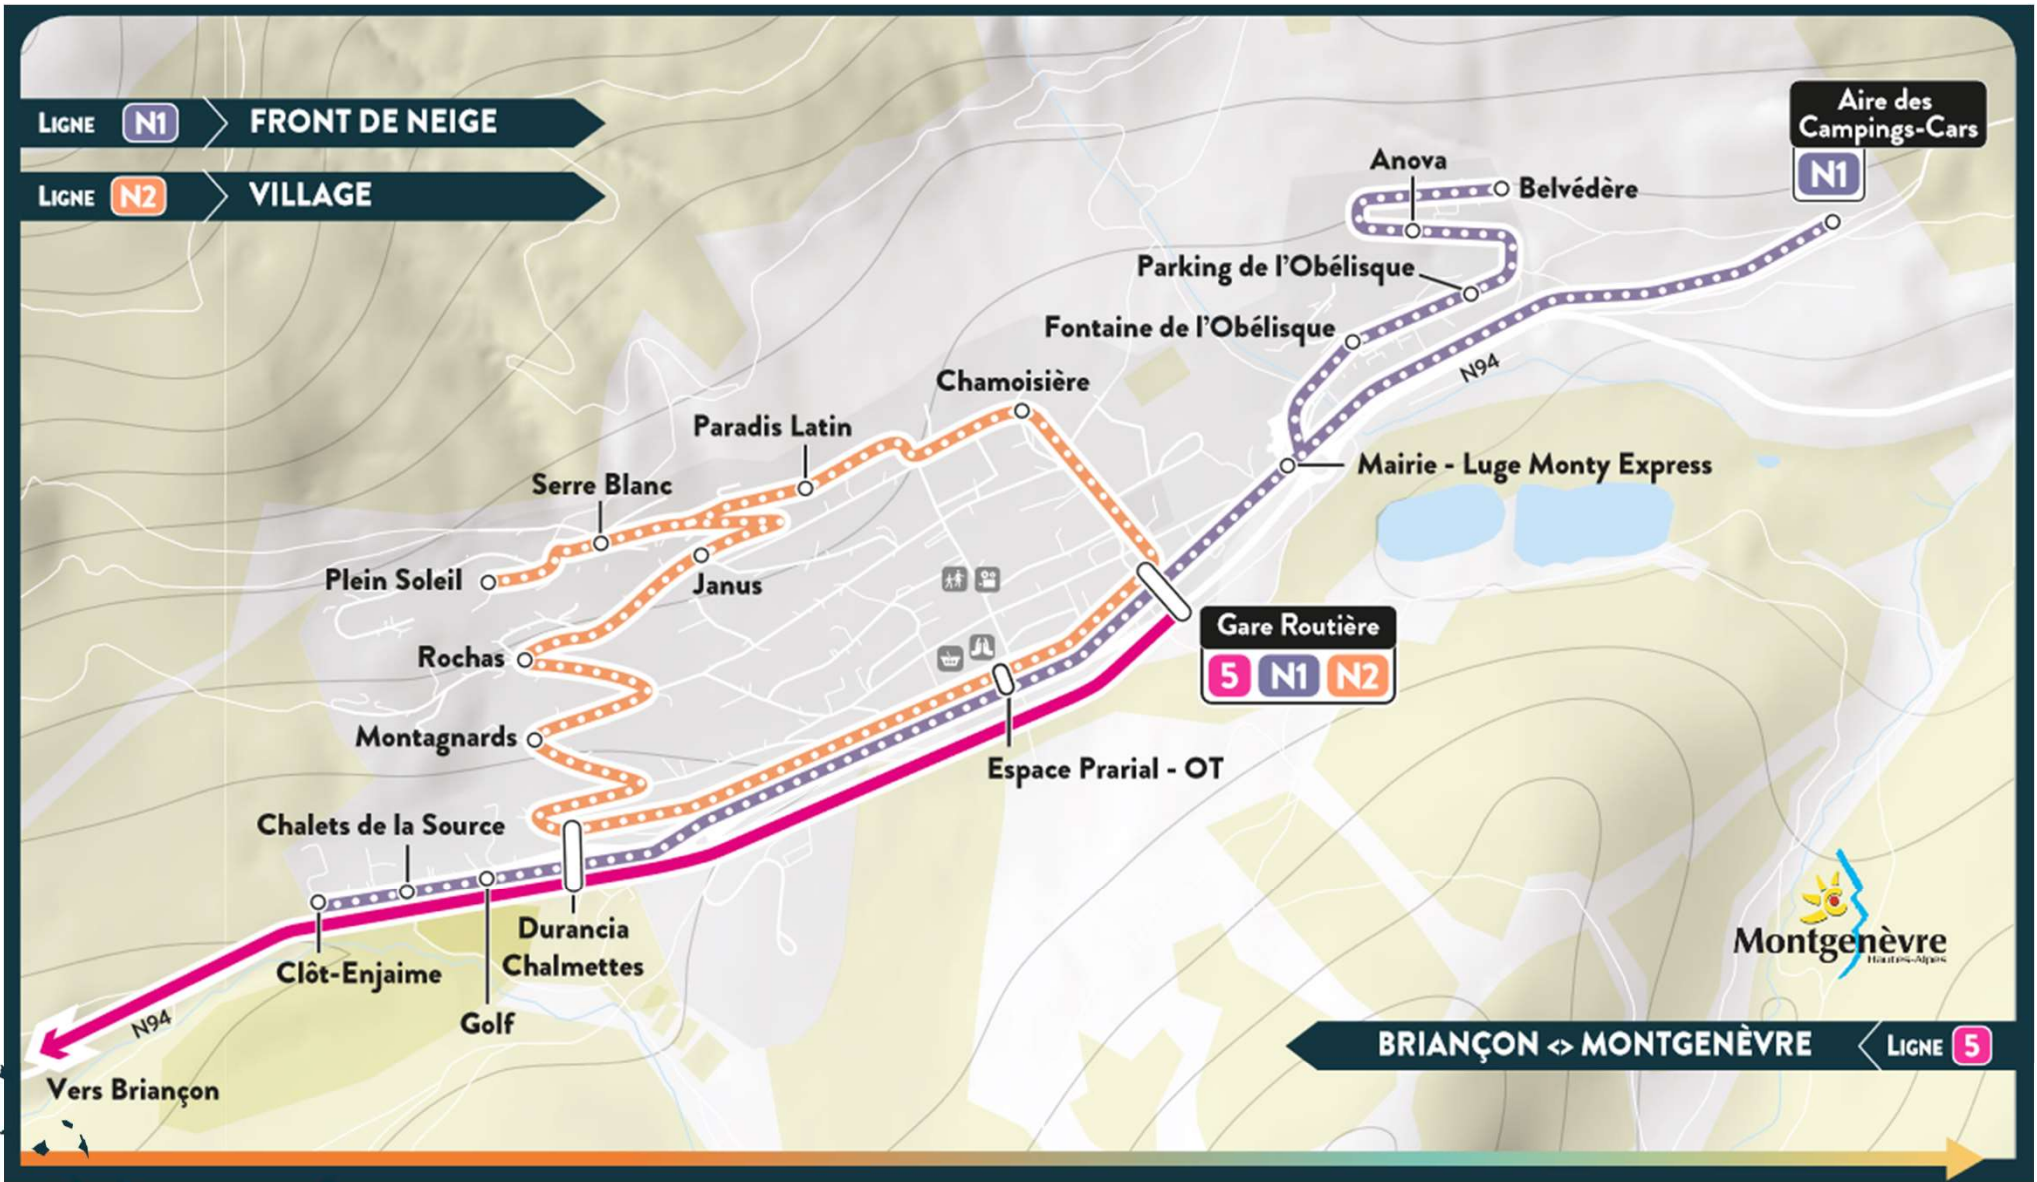 LIGNE N1 FRONT DE NEIGE
LIGNE N2 VILLAGE
Aire des
Campings-Cars
N1
Anova
Belvédère
Parking de l'Obélisque
Fontaine de l'Obélisque
N94
Chamoisière
Paradis Latin
Mairie - Luge Monty Express
Serre Blanc
Plein Soleil
Janus
Gare Routière
5 N1 N2
Rochas
Montagnards
Espace Prarial - OT
Chalets de la Source
Durancia
Chalmettes
Clôt-Enjaime
Golf
N94
Vers Briançon
Montgenèvre
Hautes-Alpes
BRIANÇON <> MONTGENÈVRE LIGNE 5